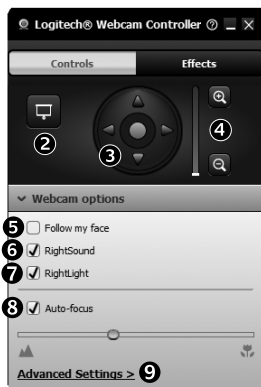 Logitech® Webcam Controller
Controls Effects
2
3
4
Webcam options
5 Follow my face
6 RightSound
7 RightLight
8 Auto-focus
Advanced Settings > 9